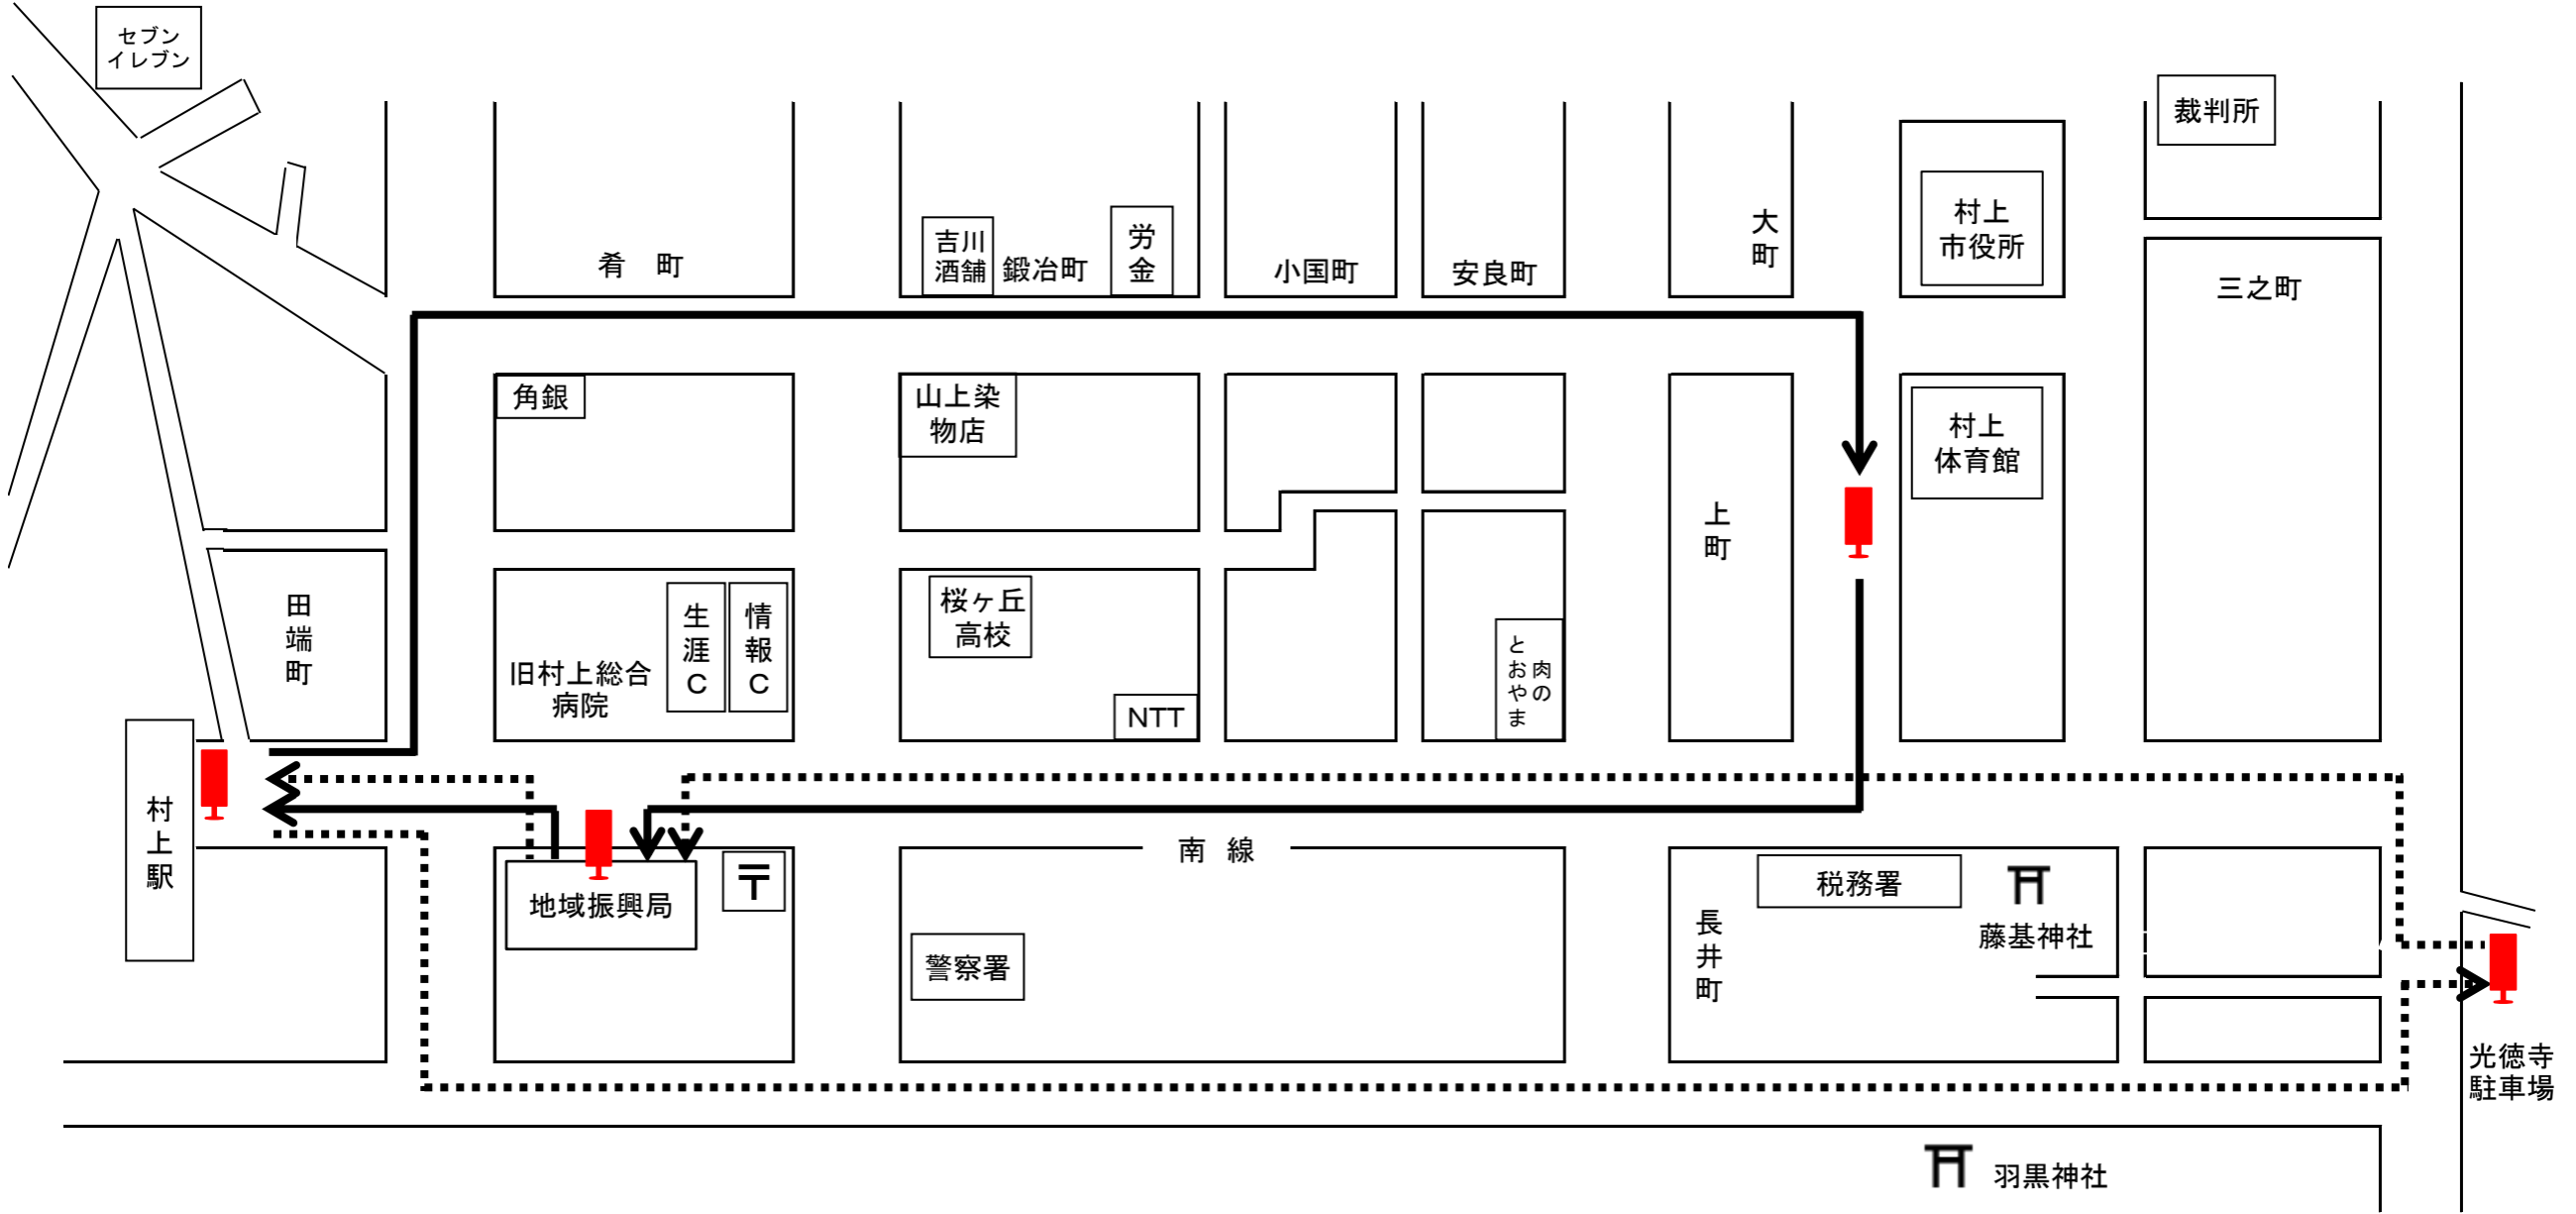 セブン
イレブン
裁判所
大町
村上
市役所
吉川
酒舗
鍛冶町
労金
肴 町
小国町
安良町
三之町
角銀
山上染
物店
村上
体育館
上町
田端町
生涯C
情報C
旧村上総合
病院
桜ヶ丘
高校
NTT
肉の
とおやま
村上駅
南 線
地域振興局
〒
税務署
藤基神社
長井町
警察署
光徳寺
駐車場
羽黒神社